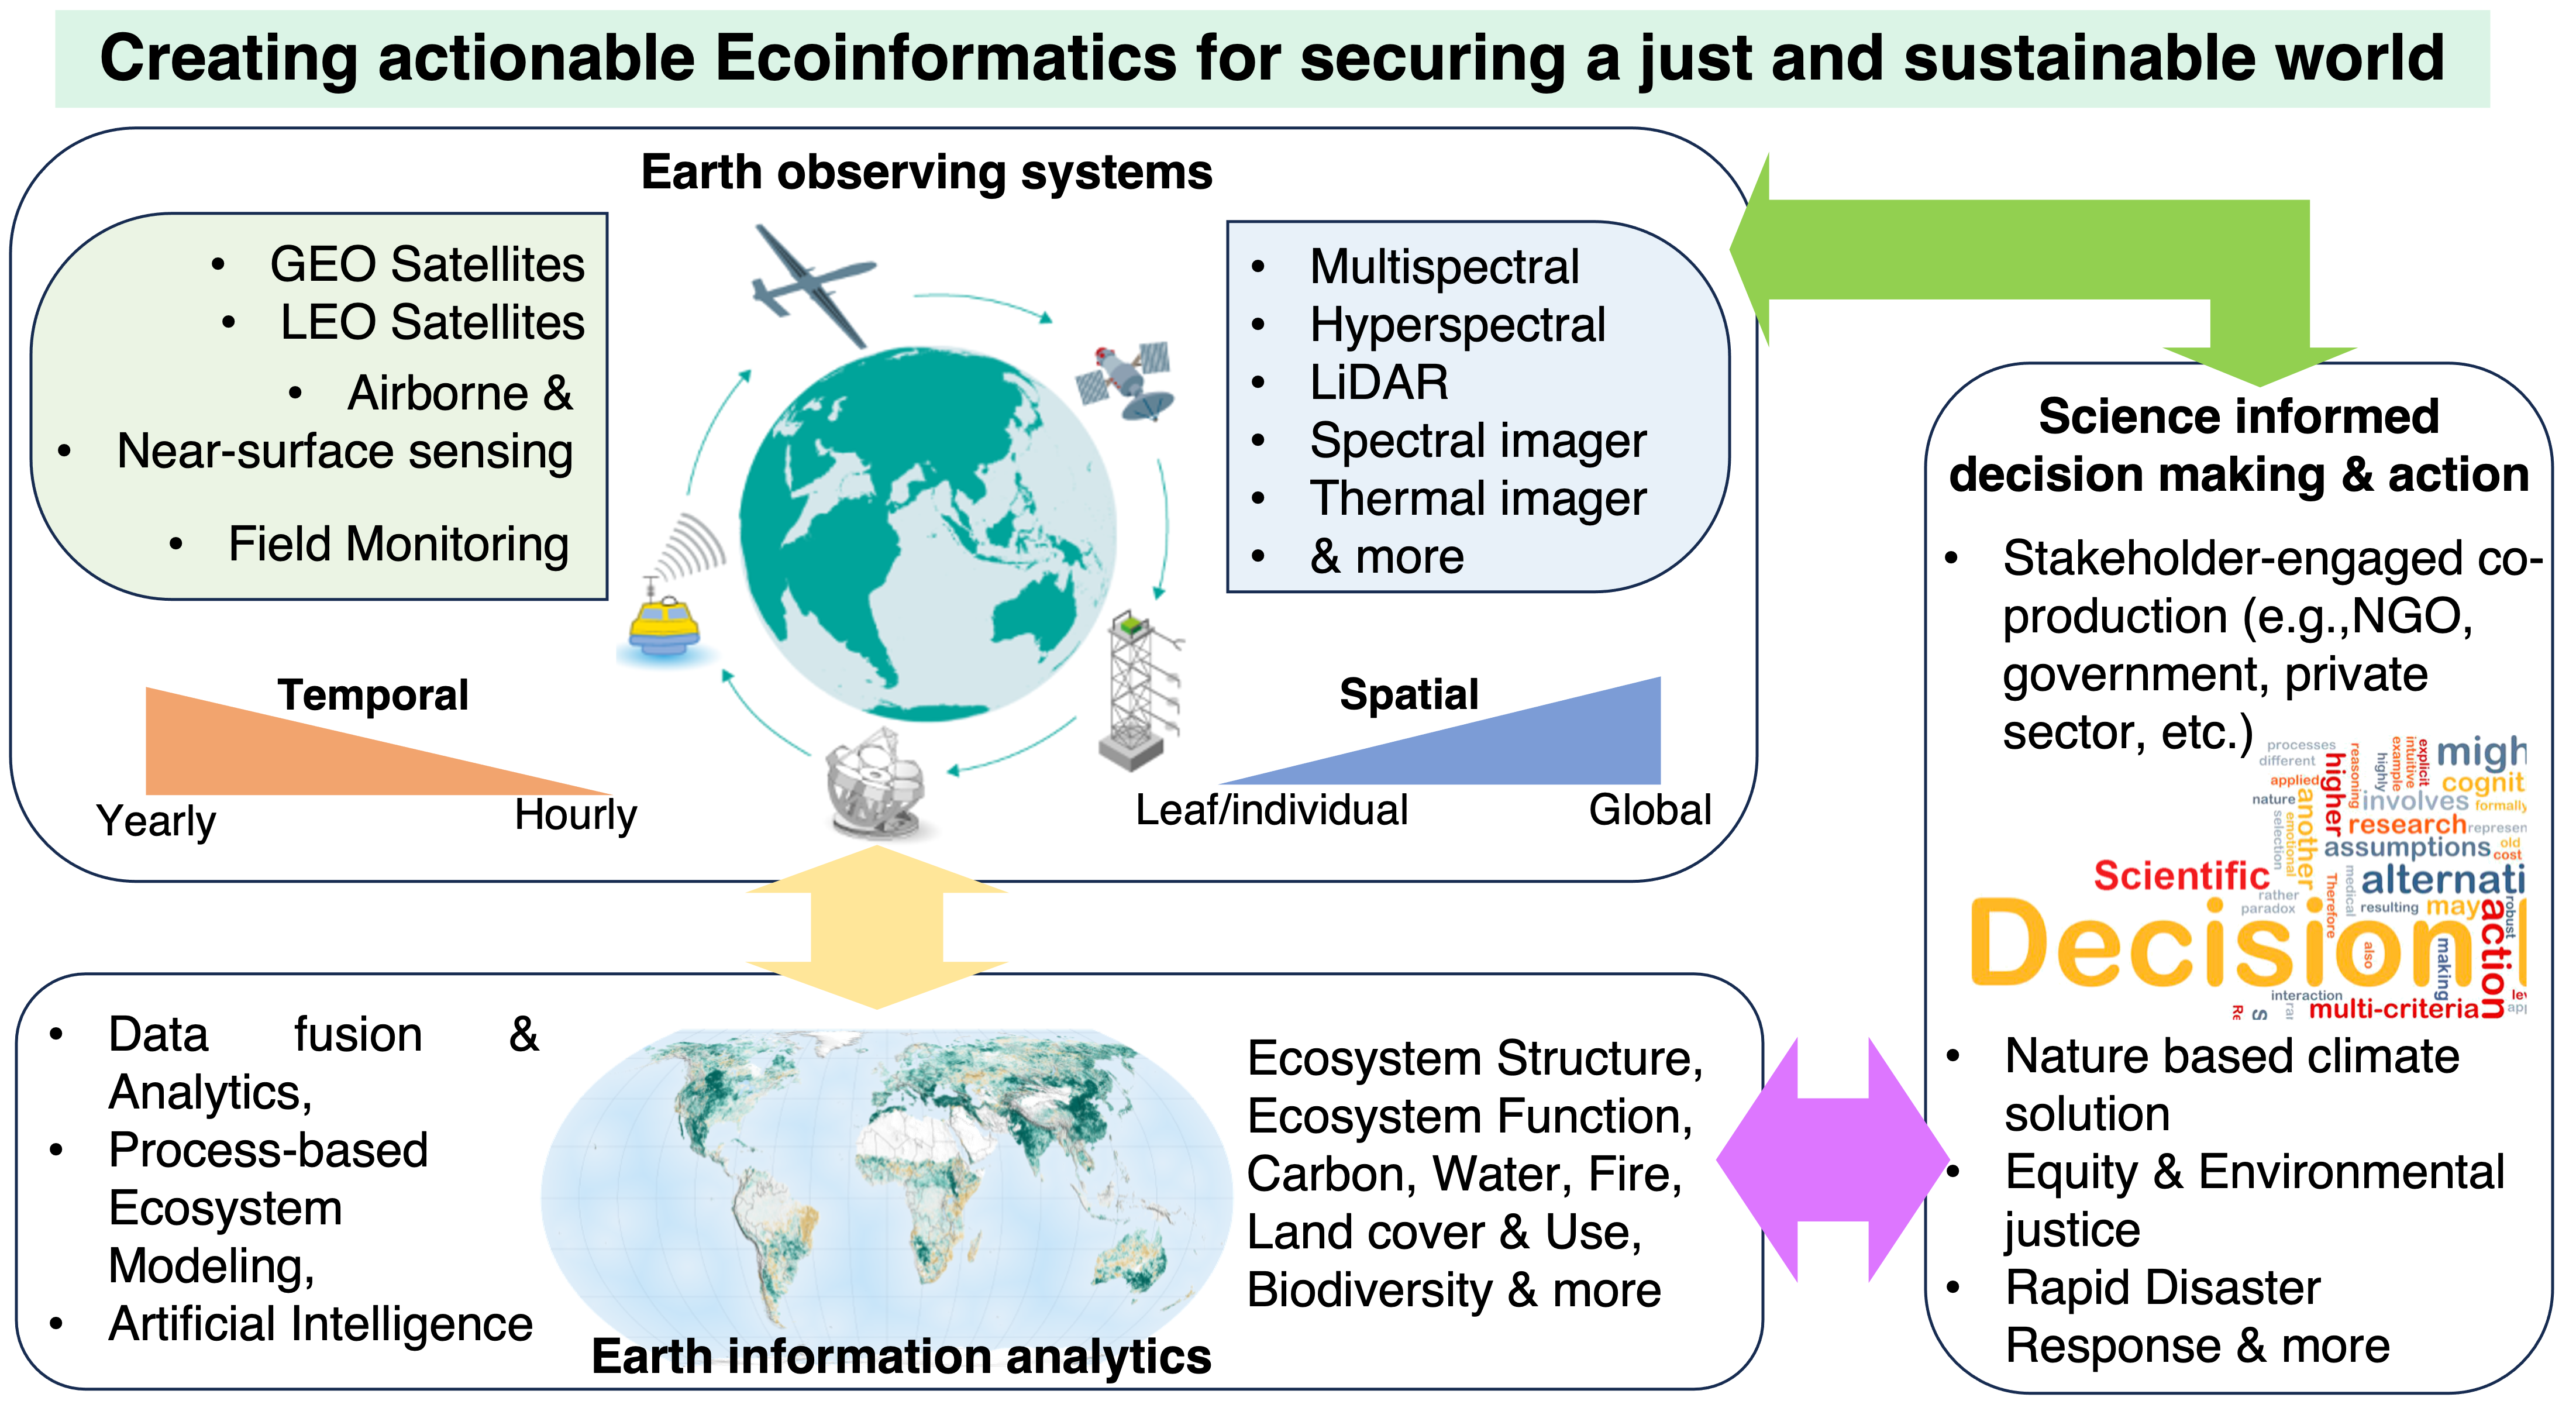 Creating actionable Ecoinformatics for securing a just and sustainable world
Earth observing systems
• GEO Satellites
• LEO Satellites
• Airborne &
• Near-surface sensing
• Field Monitoring
• Multispectral
• Hyperspectral
• LiDAR
• Spectral imager
• Thermal imager
• & more
Temporal
Yearly
Hourly
Spatial
Leaf/individual
Global
• Data fusion &
Analytics,
• Process-based
Ecosystem
Modeling,
• Artificial Intelligence
Ecosystem Structure,
Ecosystem Function,
Carbon, Water, Fire,
Land cover & Use,
Biodiversity & more
Earth information analytics
Science informed
decision making & action
• Stakeholder-engaged co-
production (e.g.,NGO,
government, private
sector, etc.)
processes
different
applied
nature
selection
emotional
another
higher
reasoning
highly
example
intuitive
explicit
migh
cognit
involves
formally
research
represen
assumptions
old
cost
Scientific
rather
paradox
Therefore
medical
alternati
resulting
may
robust
action
Decision
also
making
interaction
multi-criteria
• Nature based climate
solution
• Equity & Environmental
justice
• Rapid Disaster
Response & more